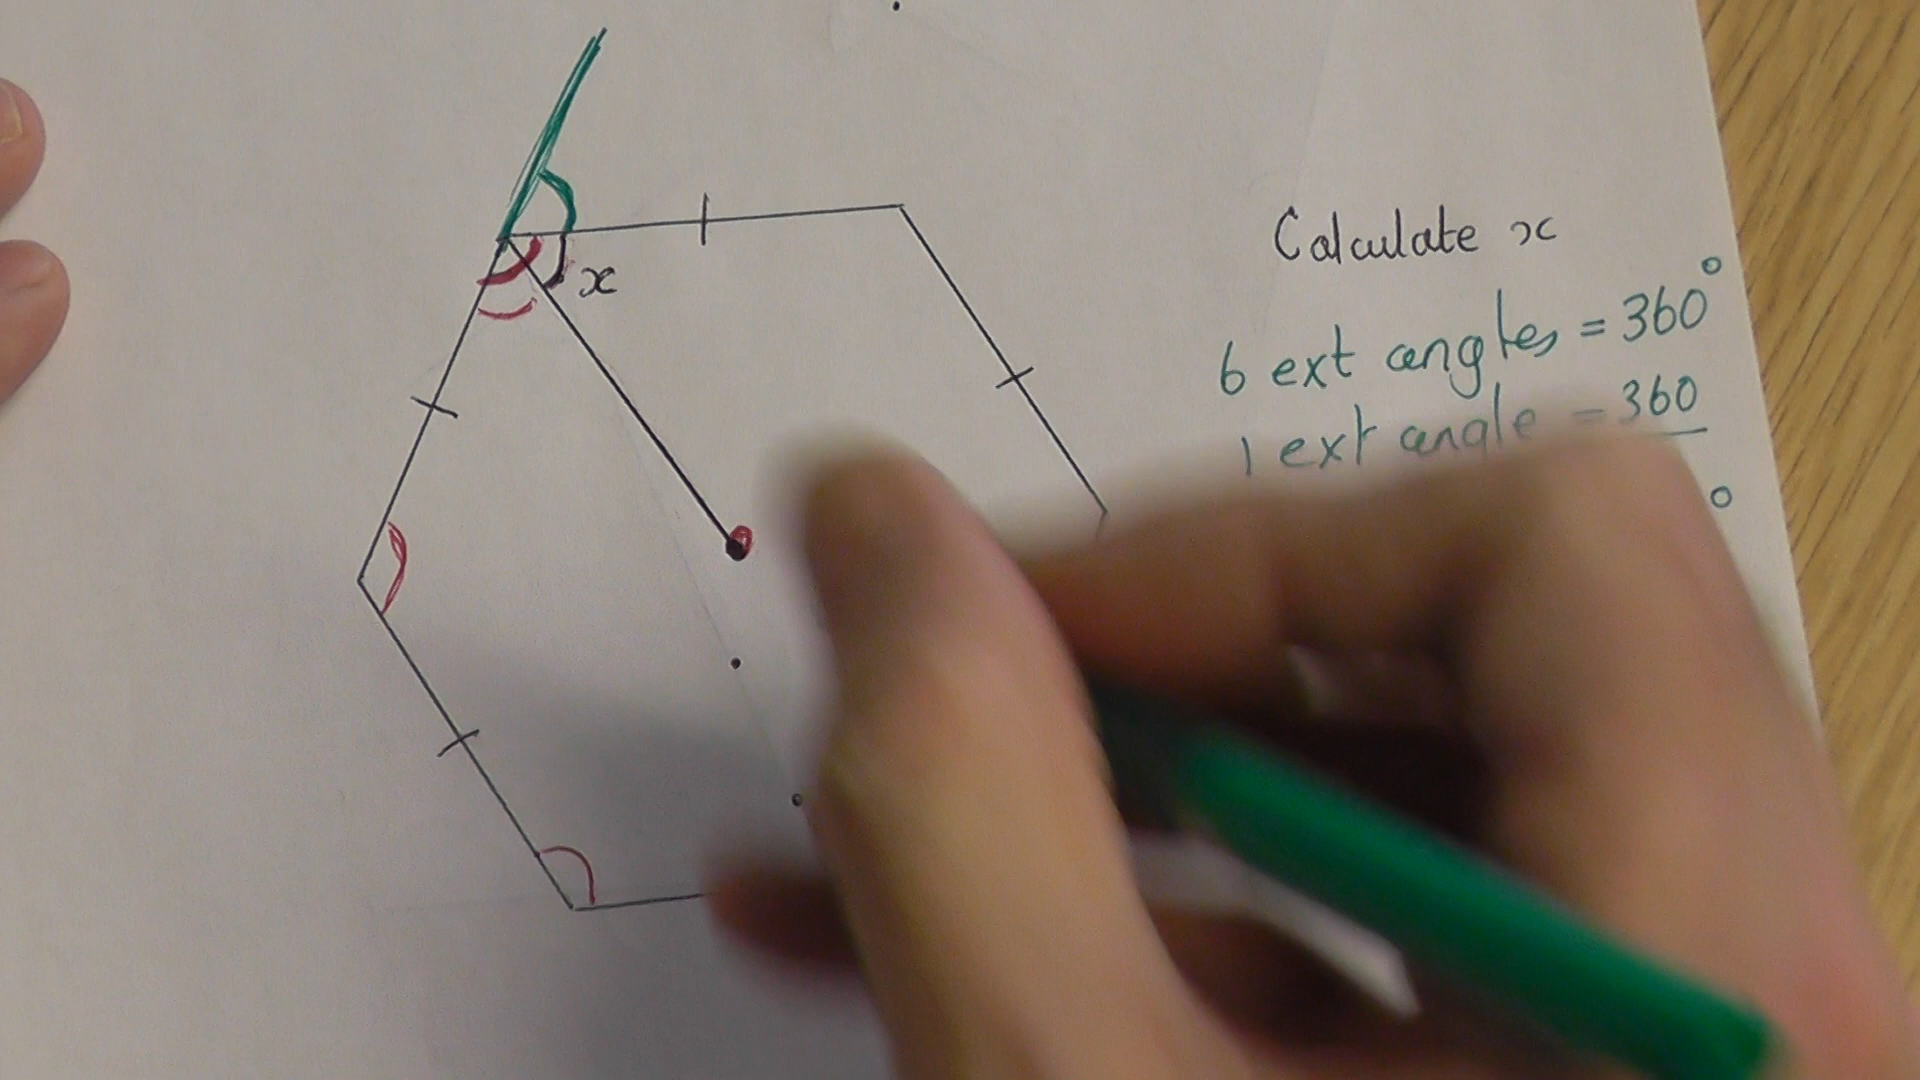 Calculate x
6 ext angles = 360°
1 ext angle = 360
°
x